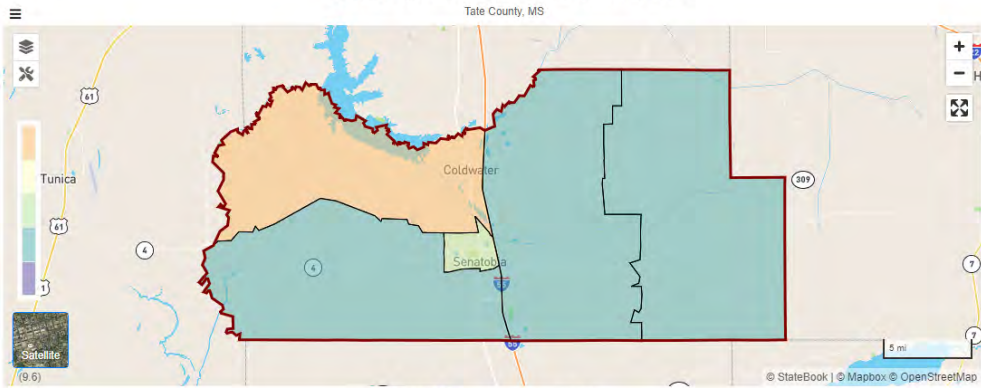 Tate County, MS
61
Tunica
61
4
1
Coldwater
4
Senatobia
55
309
7
7
H
Satellite
(9.6)
5 mi
© StateBook | © Mapbox © OpenStreetMap